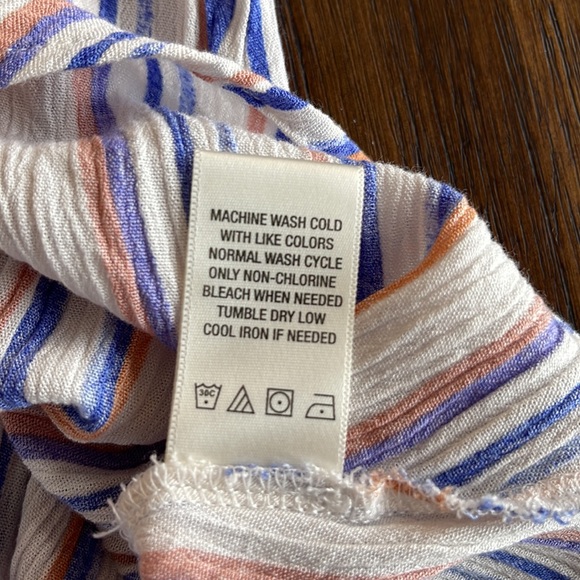 MACHINE WASH COLD
WITH LIKE COLORS
NORMAL WASH CYCLE
ONLY NON-CHLORINE
BLEACH WHEN NEEDED
TUMBLE DRY LOW
COOL IRON IF NEEDED
30C